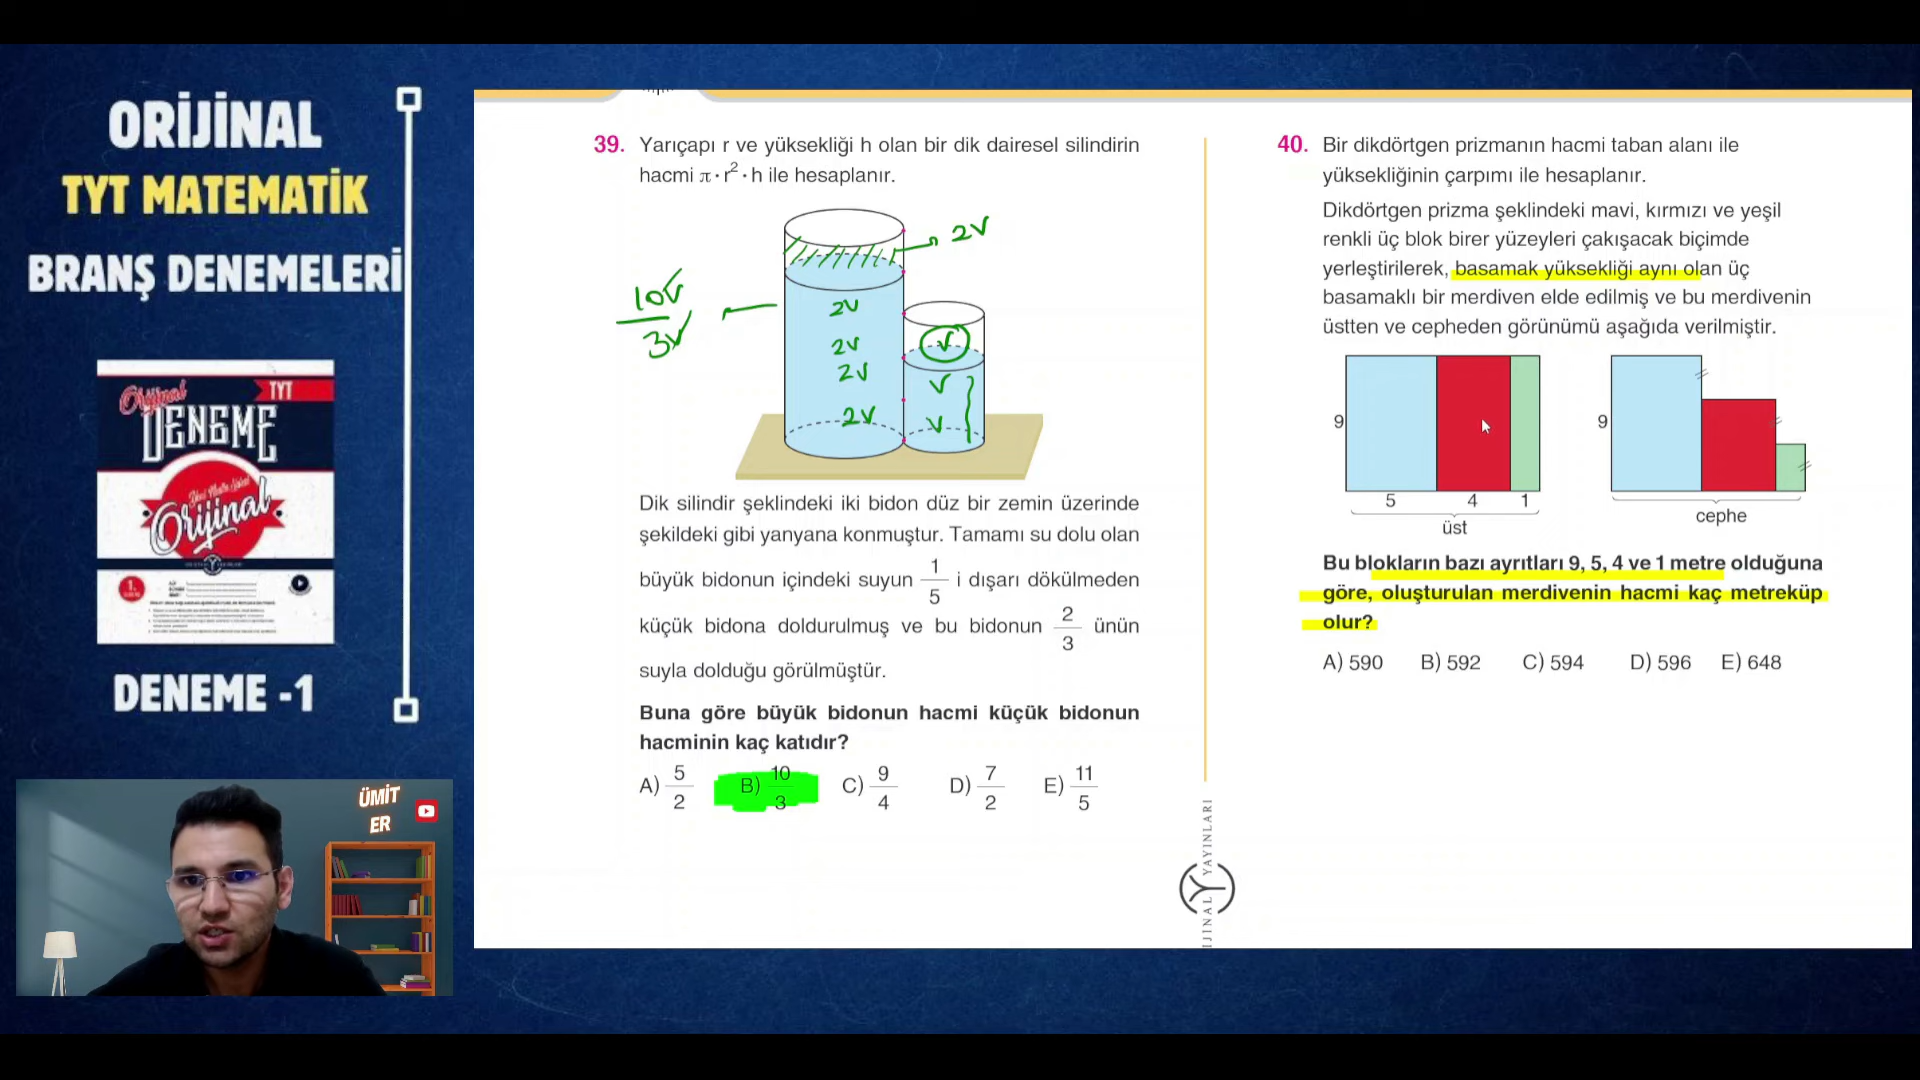 ORİJİNAL
TYT MATEMATİK
BRANŞ DENEMELERİ
Orijinal
TYT
DENEME
Orijinal
1.
DENEME -1
ÜMİT
ER
39. Yarıçapı r ve yüksekliği h olan bir dik dairesel silindirin
hacmi π · r² · h ile hesaplanır.
2V
10V
3V
2V
2V
2V
2V
V
V
V
Dik silindir şeklindeki iki bidon düz bir zemin üzerinde
şekildeki gibi yanyana konmuştur. Tamamı su dolu olan
büyük bidonun içindeki suyun 1/5 i dışarı dökülmeden
küçük bidona doldurulmuş ve bu bidonun 2/3 ünün
suyla dolduğu görülmüştür.
Buna göre büyük bidonun hacmi küçük bidonun
hacminin kaç katıdır?
A) 5/2 B) 10/3 C) 9/4 D) 7/2 E) 11/5
IJINAL YAYINLARI
40. Bir dikdörtgen prizmanın hacmi taban alanı ile
yüksekliğinin çarpımı ile hesaplanır.
Dikdörtgen prizma şeklindeki mavi, kırmızı ve yeşil
renkli üç blok birer yüzeyleri çakışacak biçimde
yerleştirilerek, basamak yüksekliği aynı olan üç
basamaklı bir merdiven elde edilmiş ve bu merdivenin
üstten ve cepheden görünümü aşağıda verilmiştir.
9
5 4 1
üst
9
cephe
Bu blokların bazı ayrıtları 9, 5, 4 ve 1 metre olduğuna
göre, oluşturulan merdivenin hacmi kaç metreküp
olur?
A) 590 B) 592 C) 594 D) 596 E) 648